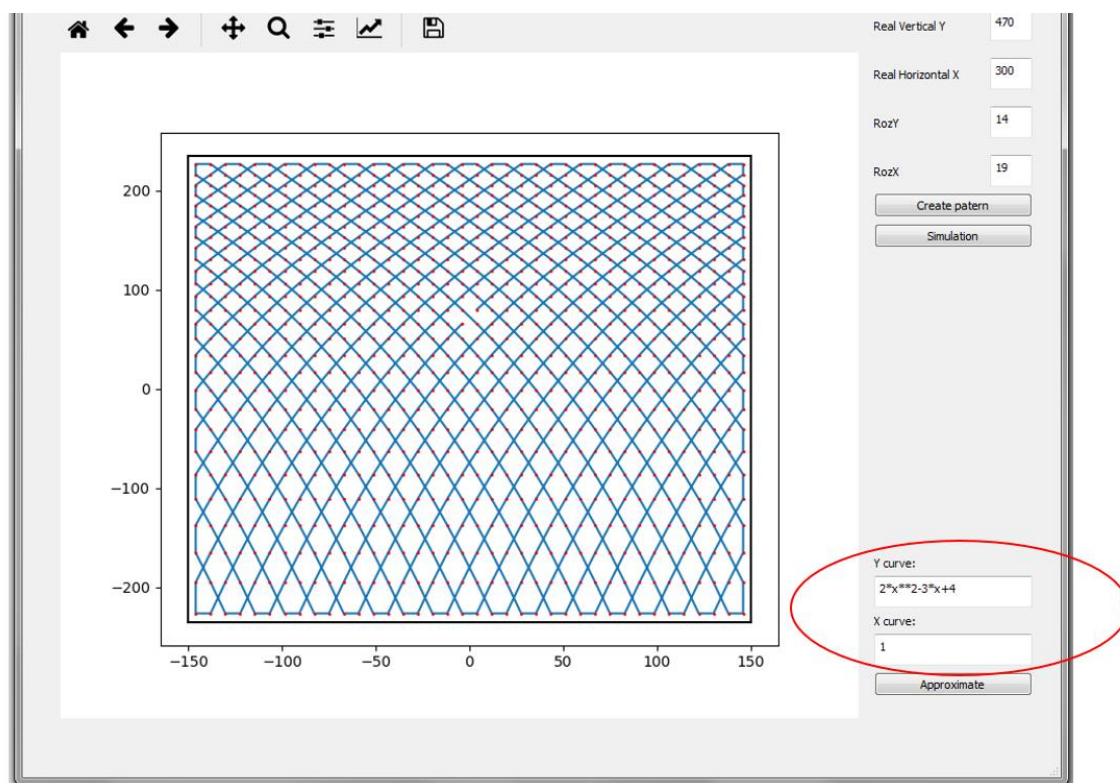 Real Vertical Y 470
Real Horizontal X 300
RozY 14
RozX 19
Create patern
Simulation
200
100
0
−100
−200
−150 −100 −50 0 50 100 150
Y curve:
2*x**2-3*x+4
X curve:
1
Approximate